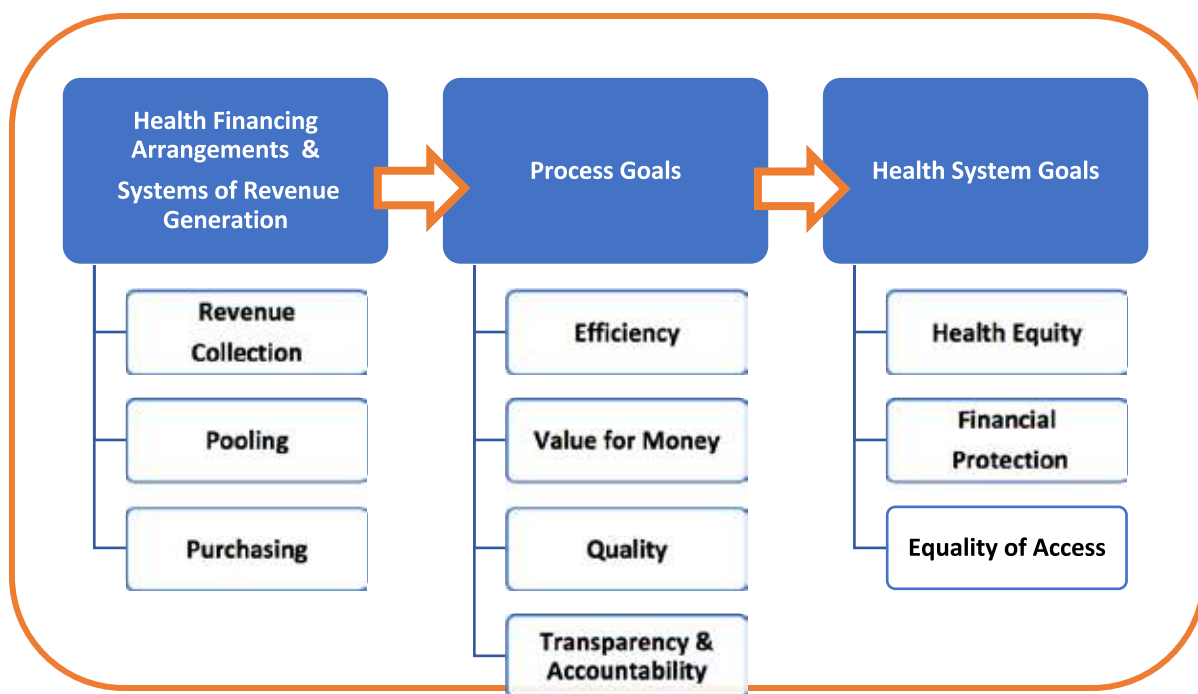 Health Financing
Arrangements &
Systems of Revenue
Generation
Revenue
Collection
Pooling
Purchasing
Process Goals
Efficiency
Value for Money
Quality
Transparency &
Accountability
Health System Goals
Health Equity
Financial
Protection
Equality of Access